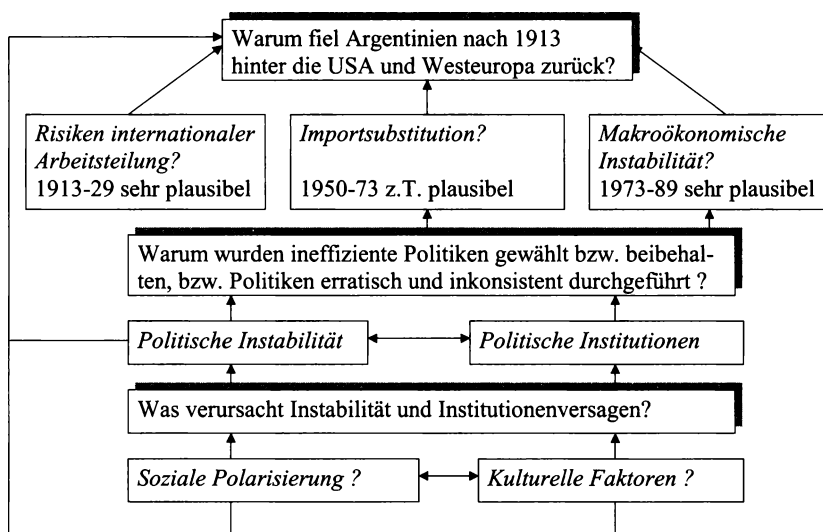 Warum fiel Argentinien nach 1913
hinter die USA und Westeuropa zurück?
Risiken internationaler
Arbeitsteilung?
1913-29 sehr plausibel
Importsubstitution?
1950-73 z.T. plausibel
Makroökonomische
Instabilität?
1973-89 sehr plausibel
Warum wurden ineffiziente Politiken gewählt bzw. beibehal-
ten, bzw. Politiken erratisch und inkonsistent durchgeführt ?
Politische Instabilität
Politische Institutionen
Was verursacht Instabilität und Institutionenversagen?
Soziale Polarisierung ?
Kulturelle Faktoren ?